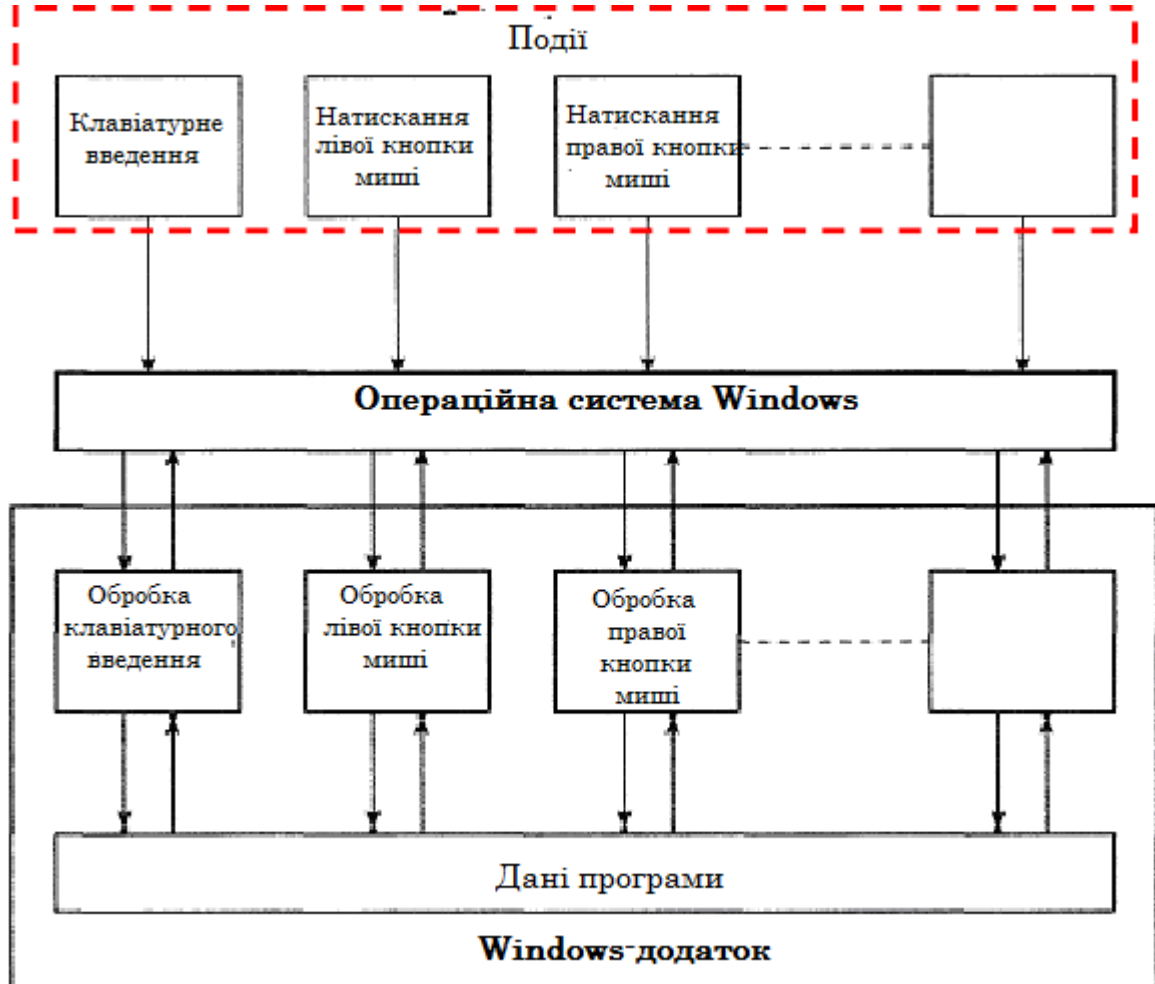 Події
Клавіатурне
введення
Натискання
лівої кнопки
миші
Натискання
правої кнопки
миші
Операційна система Windows
Обробка
клавіатурного
введення
Обробка
лівої кнопки
миші
Обробка
правої
кнопки
миші
Дані програми
Windows-додаток